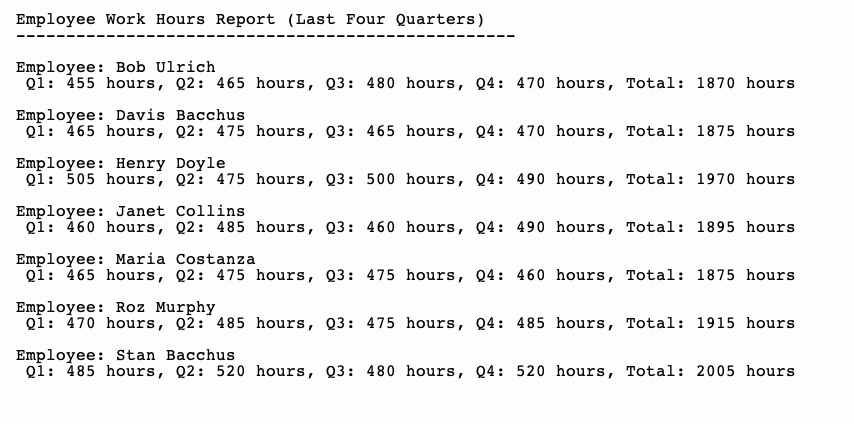 Employee Work Hours Report (Last Four Quarters)
--------------------------------------------------
Employee: Bob Ulrich
Q1: 455 hours, Q2: 465 hours, Q3: 480 hours, Q4: 470 hours, Total: 1870 hours
Employee: Davis Bacchus
Q1: 465 hours, Q2: 475 hours, Q3: 465 hours, Q4: 470 hours, Total: 1875 hours
Employee: Henry Doyle
Q1: 505 hours, Q2: 475 hours, Q3: 500 hours, Q4: 490 hours, Total: 1970 hours
Employee: Janet Collins
Q1: 460 hours, Q2: 485 hours, Q3: 460 hours, Q4: 490 hours, Total: 1895 hours
Employee: Maria Costanza
Q1: 465 hours, Q2: 475 hours, Q3: 475 hours, Q4: 460 hours, Total: 1875 hours
Employee: Roz Murphy
Q1: 470 hours, Q2: 485 hours, Q3: 475 hours, Q4: 485 hours, Total: 1915 hours
Employee: Stan Bacchus
Q1: 485 hours, Q2: 520 hours, Q3: 480 hours, Q4: 520 hours, Total: 2005 hours